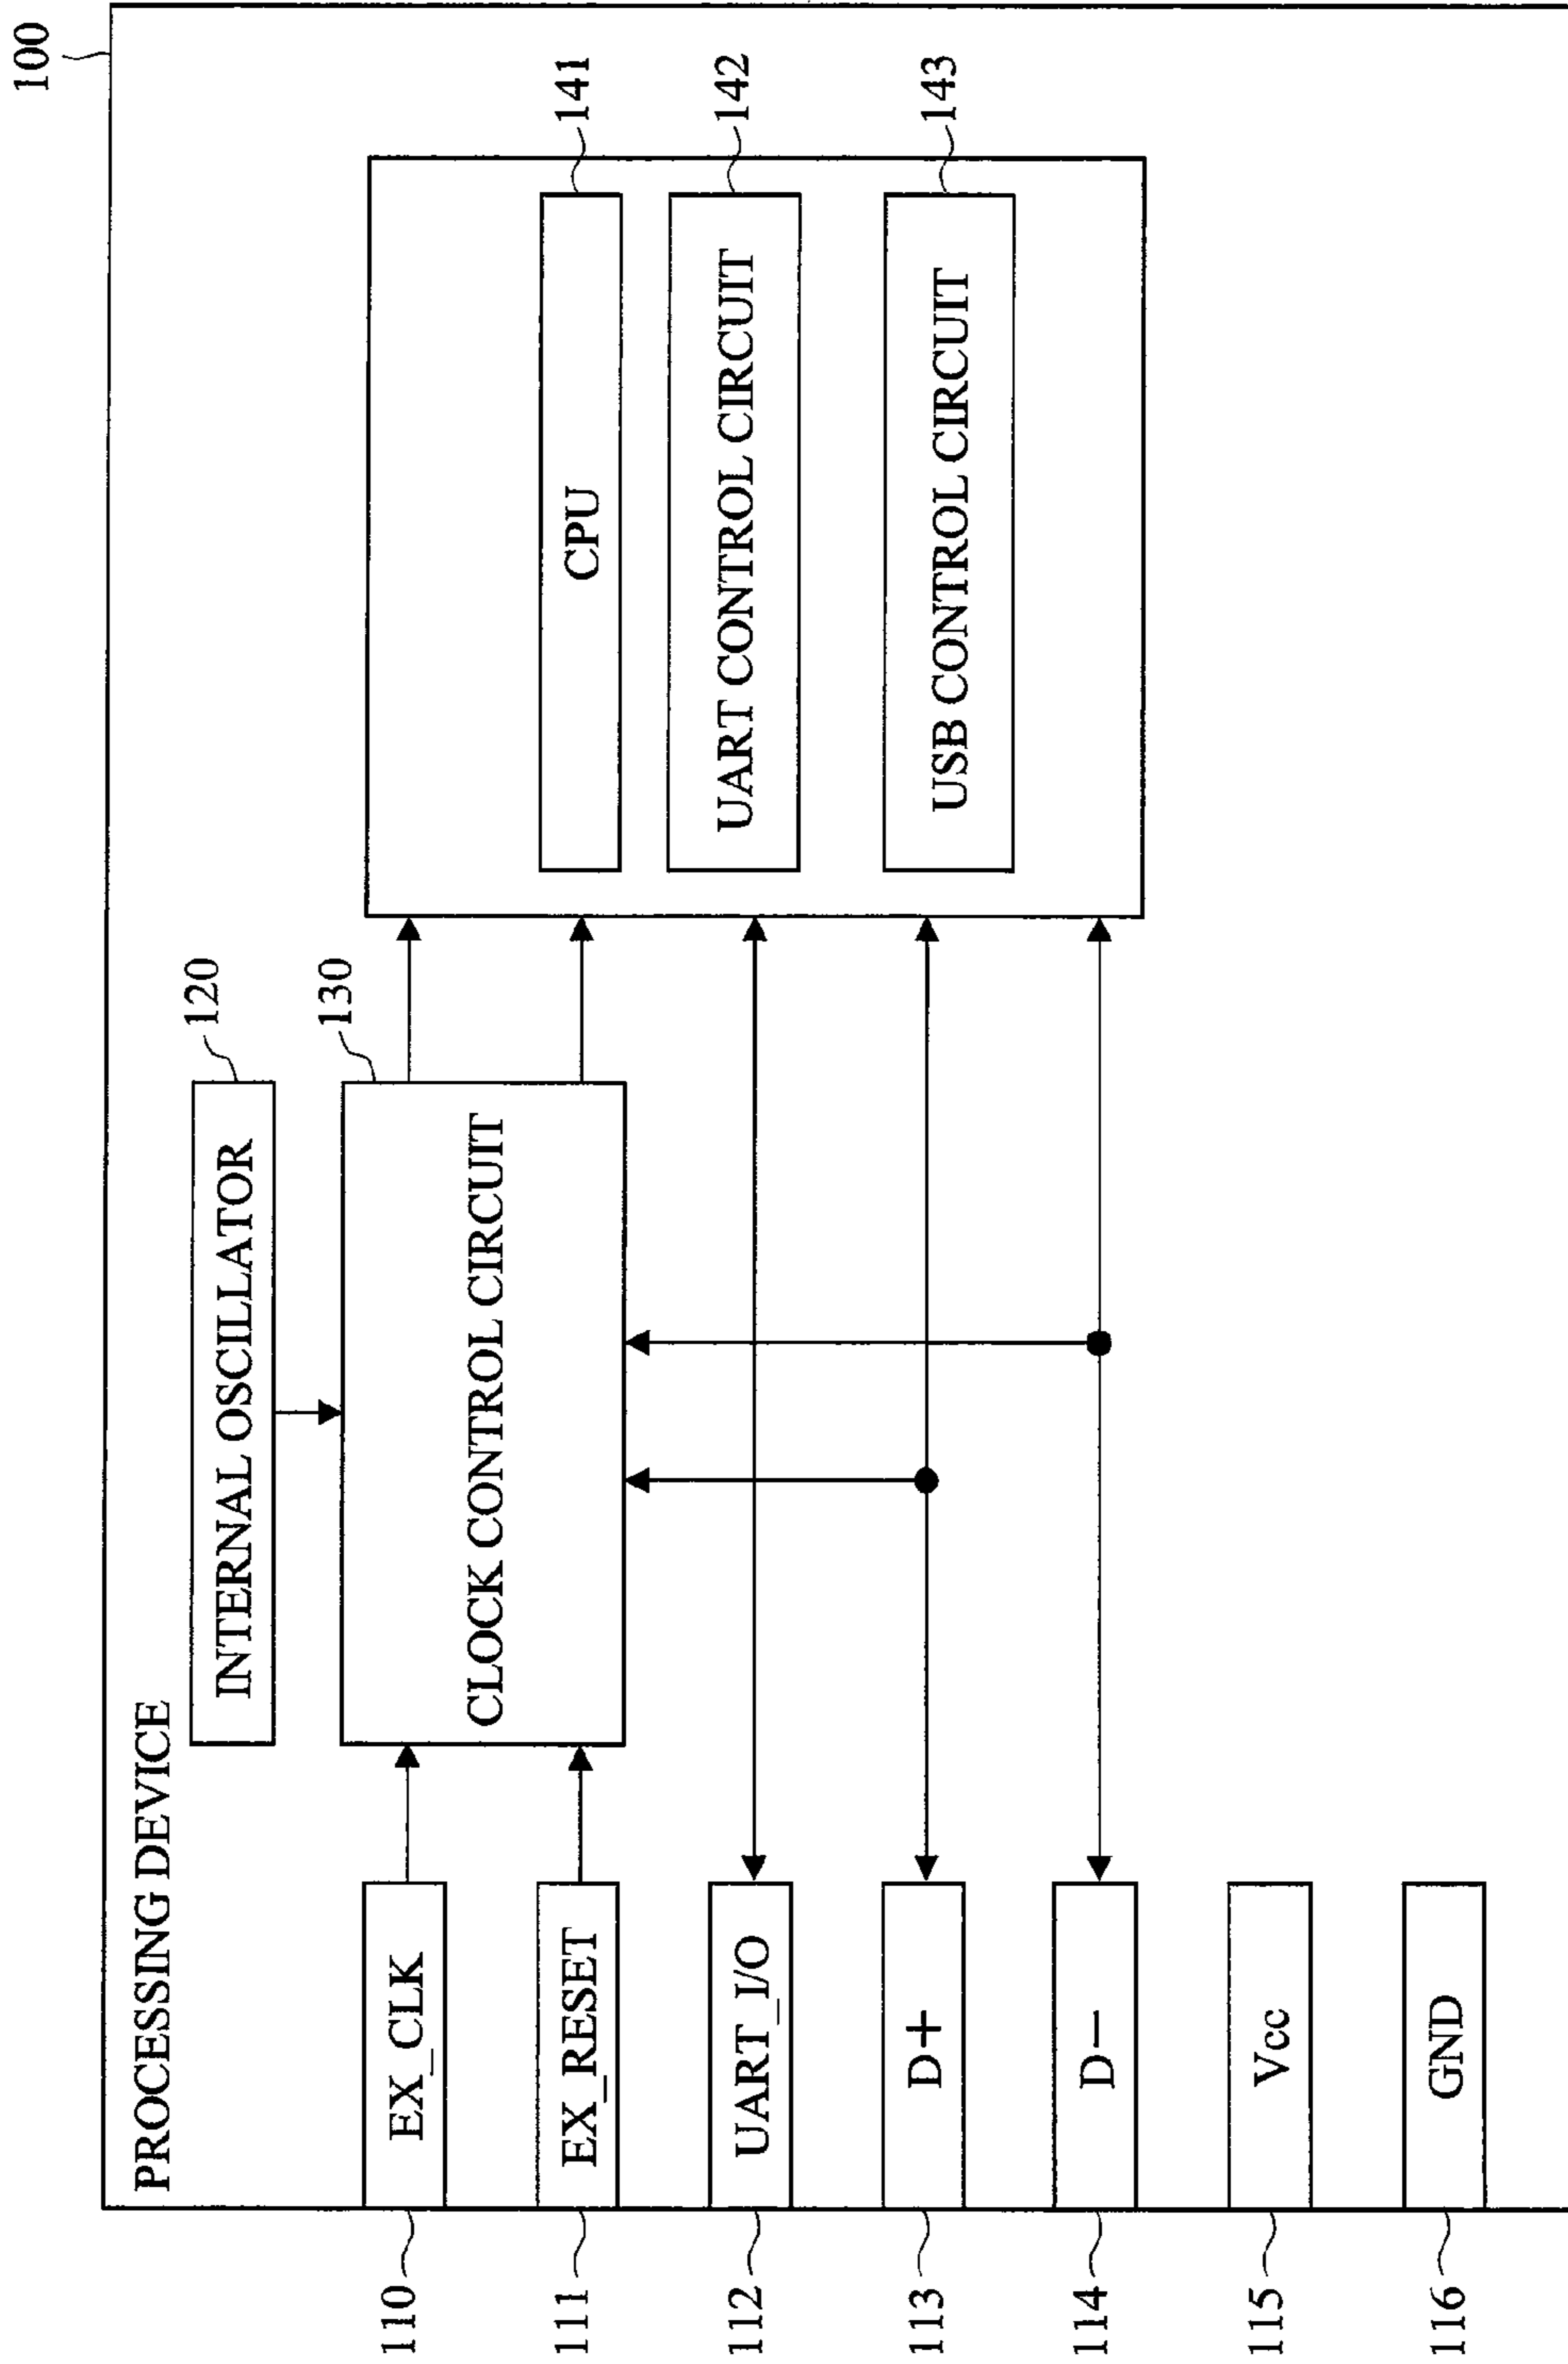 100
PROCESSING DEVICE
INTERNAL OSCILLATOR
120
130
CLOCK CONTROL CIRCUIT
110
EX_CLK
111
EX_RESET
112
UART_I/O
113
D+
114
D−
115
Vcc
116
GND
CPU
141
UART CONTROL CIRCUIT
142
USB CONTROL CIRCUIT
143